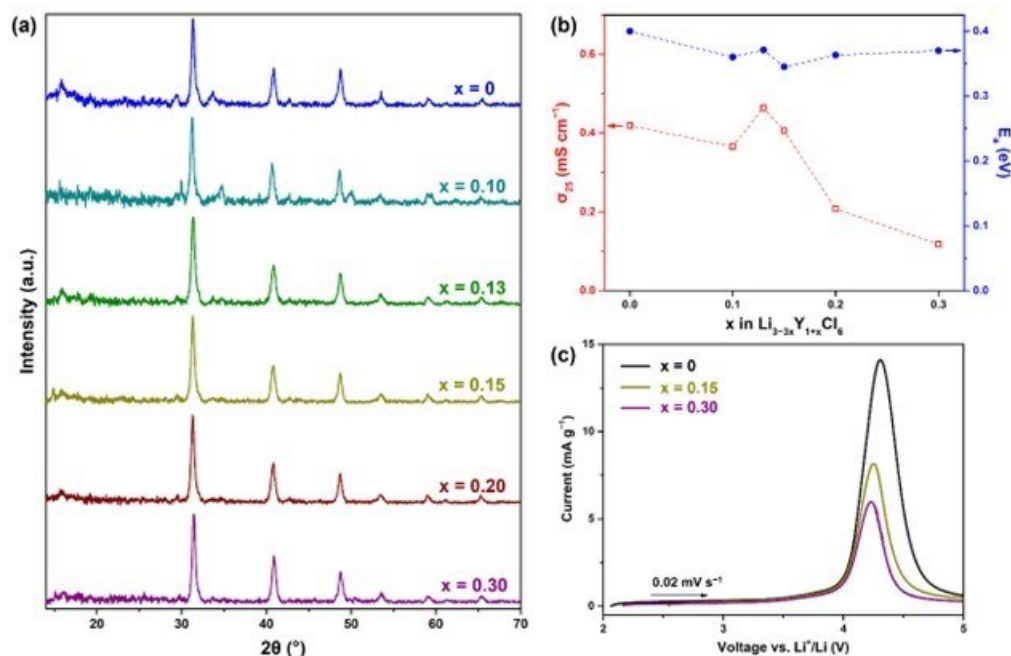 (a)
x = 0
x = 0.10
x = 0.13
x = 0.15
x = 0.20
x = 0.30
Intensity (a.u.)
20 30 40 50 60 70
2θ (°)
(b)
0.6
0.4
0.2
0.0
σ₂₅ (mS cm⁻¹)
0.4
0.3
0.2
0.1
0.0
Eₐ (eV)
0.0 0.1 0.2 0.3
x in Li₃₋₃ₓY₁₊ₓCl₆
(c)
x = 0
x = 0.15
x = 0.30
15
10
5
0
Current (mA g⁻¹)
0.02 mV s⁻¹
2 3 4 5
Voltage vs. Li⁺/Li (V)